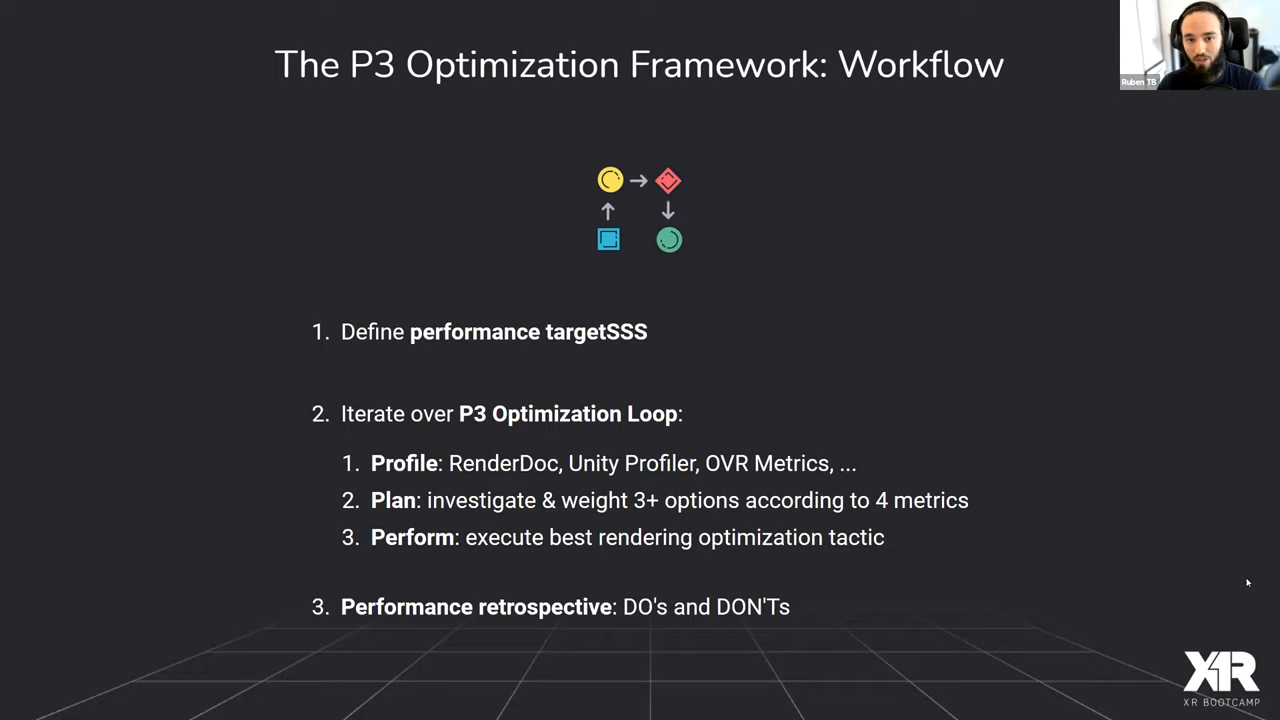 The P3 Optimization Framework: Workflow
Ruben TB
1. Define performance targetSSS
2. Iterate over P3 Optimization Loop:
1. Profile: RenderDoc, Unity Profiler, OVR Metrics, ...
2. Plan: investigate & weight 3+ options according to 4 metrics
3. Perform: execute best rendering optimization tactic
3. Performance retrospective: DO's and DON'Ts
XR
XR BOOTCAMP